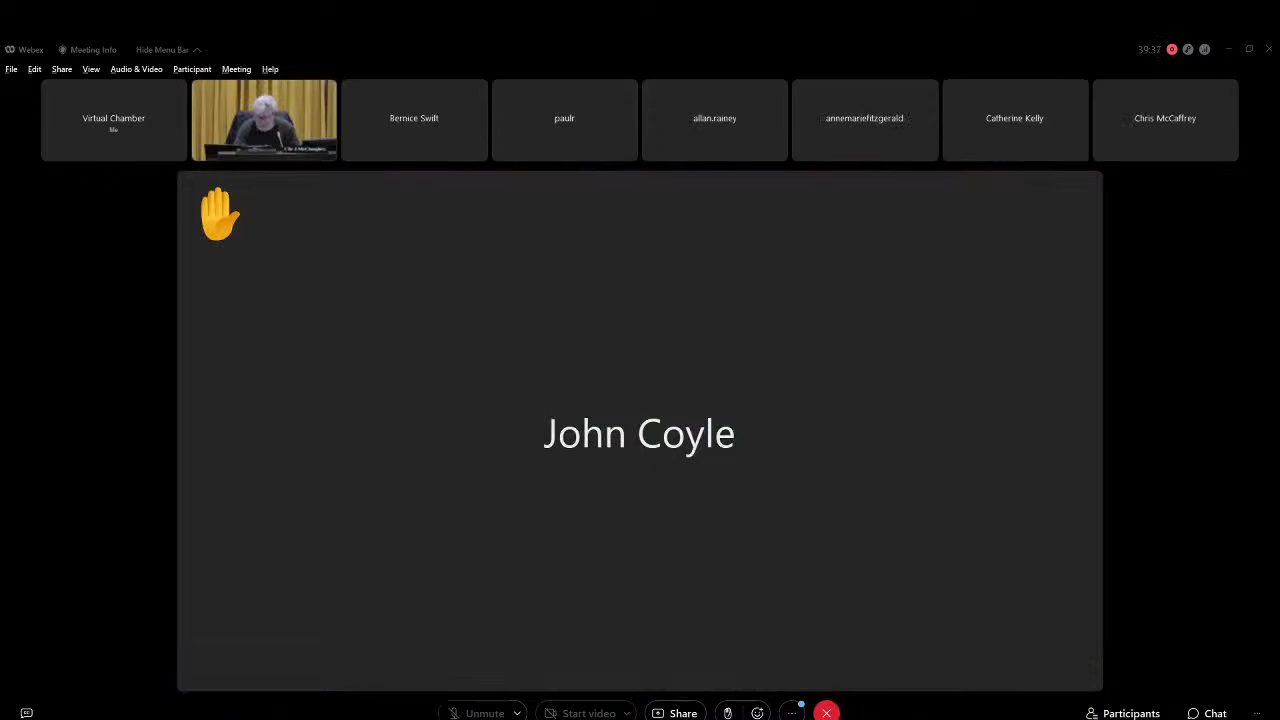 Webex Meeting Info Hide Menu Bar 39:37
File Edit Share View Audio & Video Participant Meeting Help
Virtual Chamber
Me
Bernice Swift
paulr
allan.rainey
annemariefitzgerald
Catherine Kelly
Chris McCaffrey
John Coyle
Unmute Start video Share Participants Chat